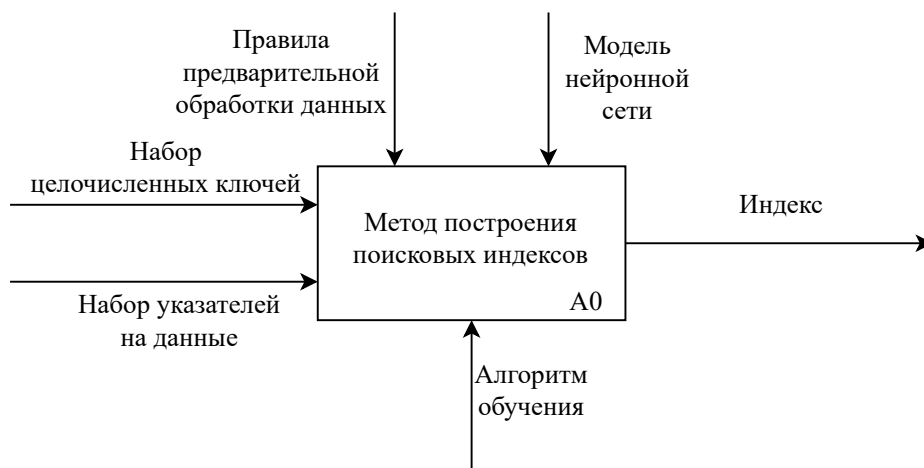 Правила
предварительной
обработки данных
Модель
нейронной
сети
Набор
целочисленных ключей
Метод построения
поисковых индексов
A0
Индекс
Набор указателей
на данные
Алгоритм
обучения